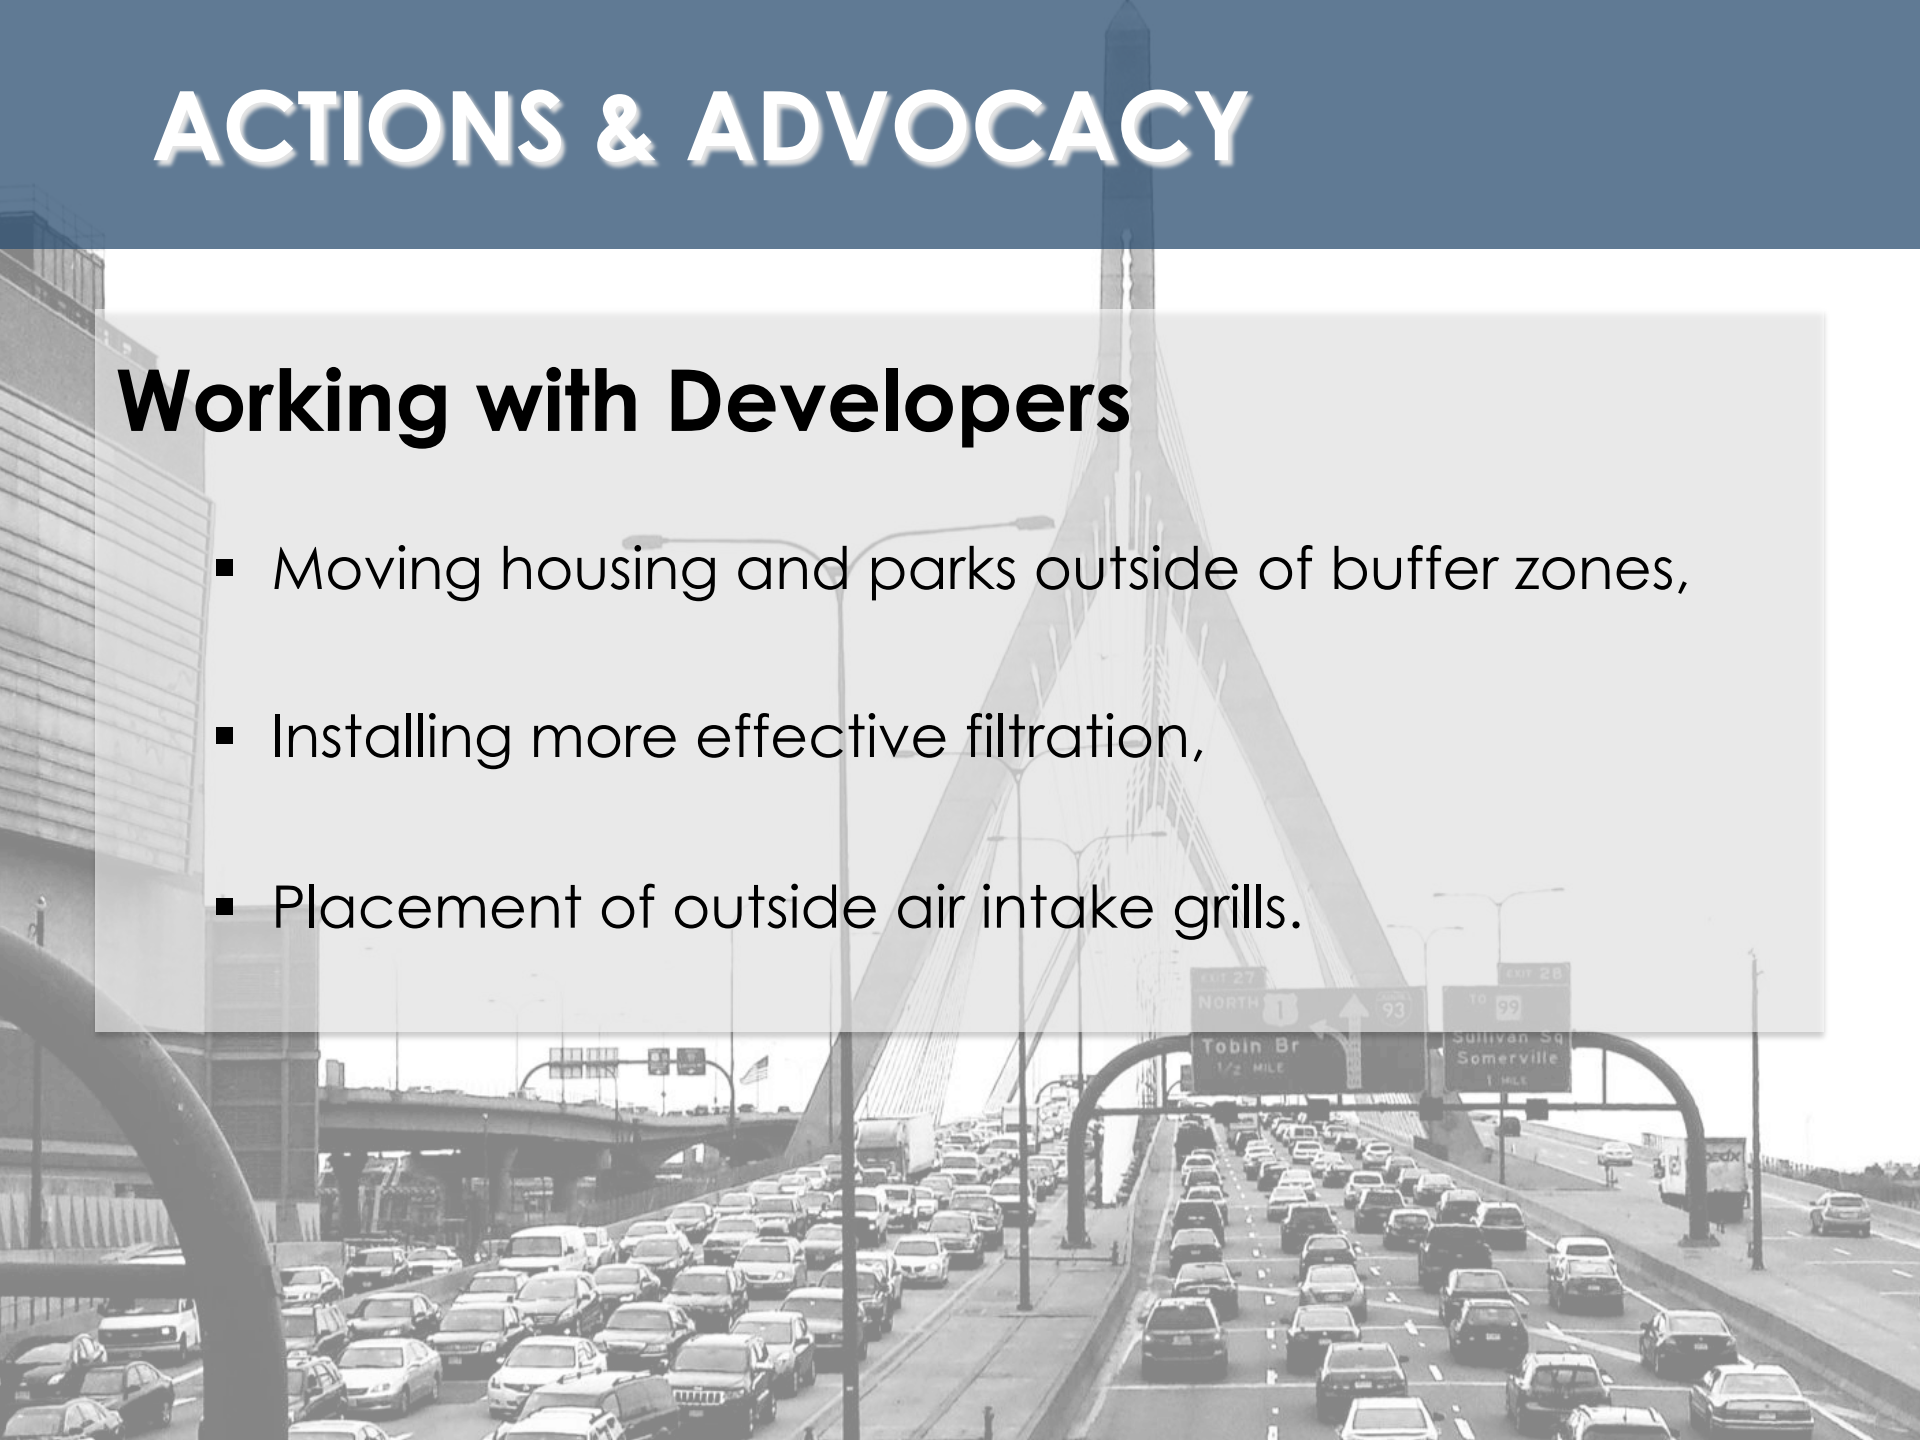 ACTIONS & ADVOCACY
Working with Developers
▪ Moving housing and parks outside of buffer zones,
▪ Installing more effective filtration,
▪ Placement of outside air intake grills.
EXIT 27
EXIT 28
NORTH 1 93
TO 99
Tobin Br
1/2 MILE
Sullivan Sq
Somerville
1 MILE